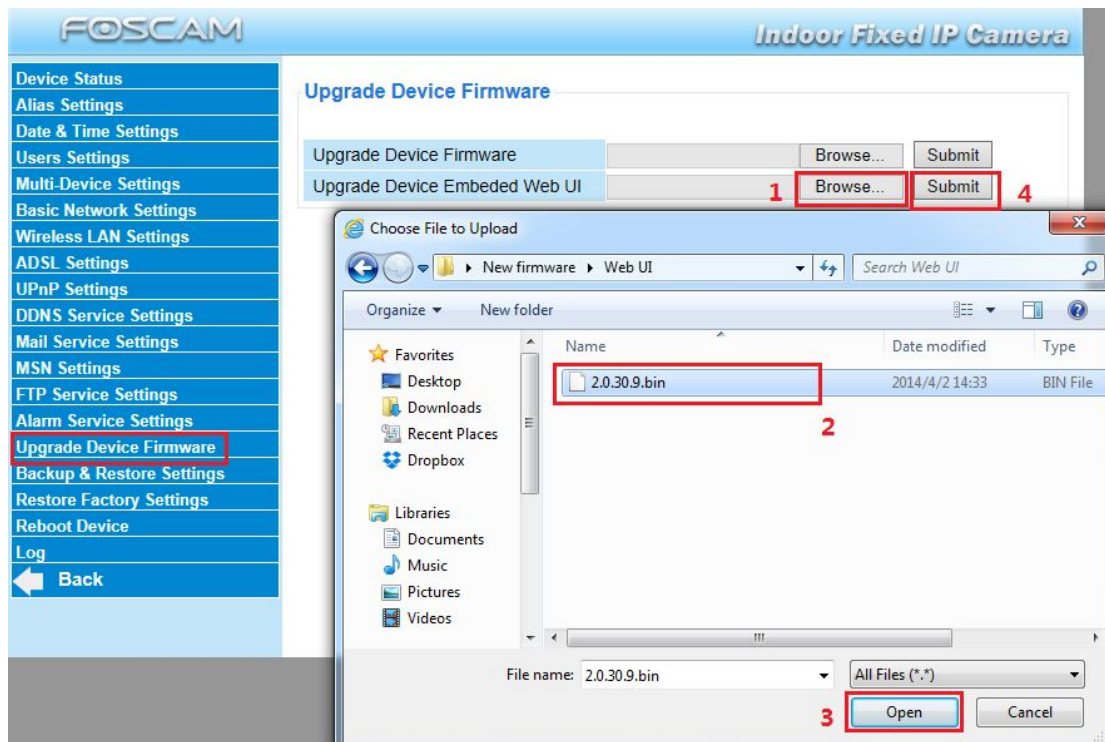 FOSCAM
Indoor Fixed IP Camera
Device Status
Alias Settings
Date & Time Settings
Users Settings
Multi-Device Settings
Basic Network Settings
Wireless LAN Settings
ADSL Settings
UPnP Settings
DDNS Service Settings
Mail Service Settings
MSN Settings
FTP Service Settings
Alarm Service Settings
Upgrade Device Firmware
Backup & Restore Settings
Restore Factory Settings
Reboot Device
Log
Back
Upgrade Device Firmware
Upgrade Device Firmware Browse... Submit
Upgrade Device Embeded Web UI 1 Browse... Submit 4
Choose File to Upload
New firmware Web UI Search Web UI
Organize New folder
Favorites
Desktop
Downloads
Recent Places
Dropbox
Libraries
Documents
Music
Pictures
Videos
Name Date modified Type
2.0.30.9.bin 2014/4/2 14:33 BIN File
2
File name: 2.0.30.9.bin All Files (*.*)
3 Open Cancel